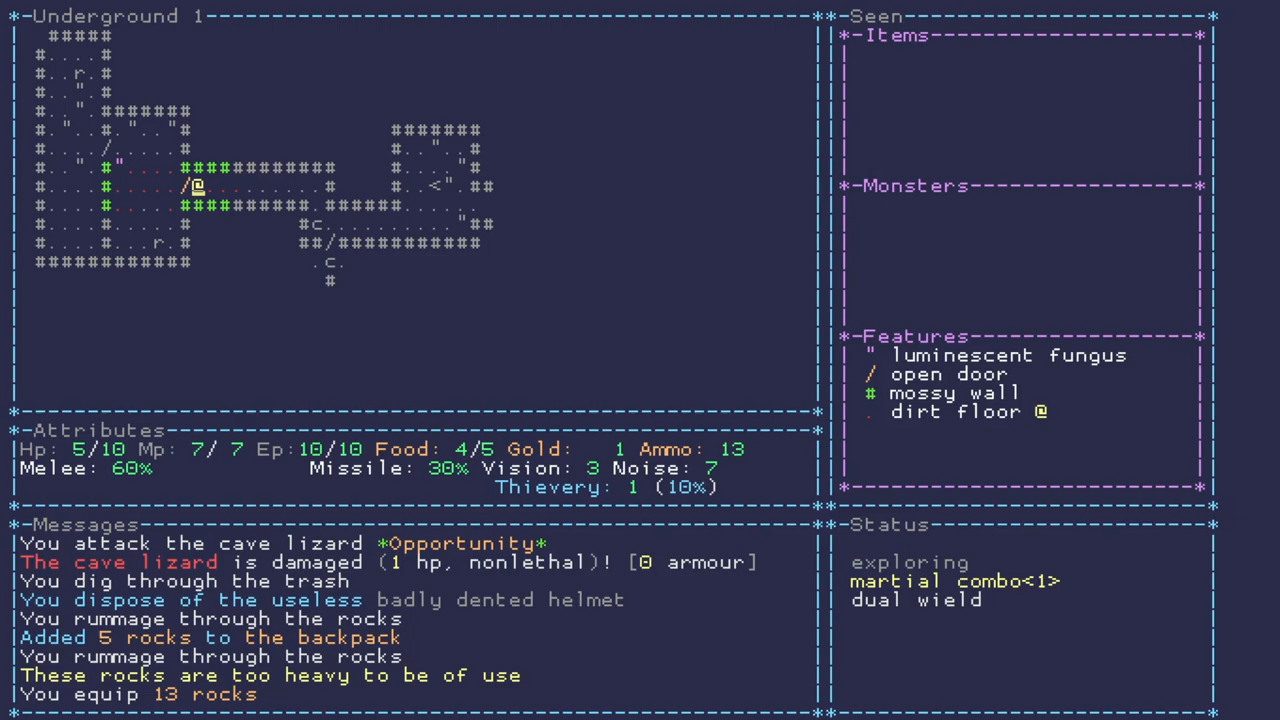 *-Underground 1---------------------------------------**-Seen-----------------------*
*-Items------------------*
#####
#....#
#..r.#
#..".#
#..".#######
#."..#."..."#  #######
#..../.....#  #.."..#
#..".#"....##########  #...."#
#....#...../@.........#  #..<".##
#....#.....#######.######......
#....#.....#  #c.........."##
#....#...r.#  ##/############
############  .c.
#
*-Monsters---------------*
*-Features---------------*
" luminescent fungus
/ open door
# mossy wall
. dirt floor @
*-Attributes-
Hp: 5/10 Mp: 7/ 7 Ep:10/10 Food: 4/5 Gold: 1 Ammo: 13
Melee: 60% Missile: 30% Vision: 3 Noise: 7
Thievery: 1 (10%)
*-Messages-
You attack the cave lizard *Opportunity*
The cave lizard is damaged (1 hp, nonlethal)! [0 armour]
You dig through the trash
You dispose of the useless badly dented helmet
You rummage through the rocks
Added 5 rocks to the backpack
You rummage through the rocks
These rocks are too heavy to be of use
You equip 13 rocks
*-Status-
exploring
martial combo<1>
dual wield